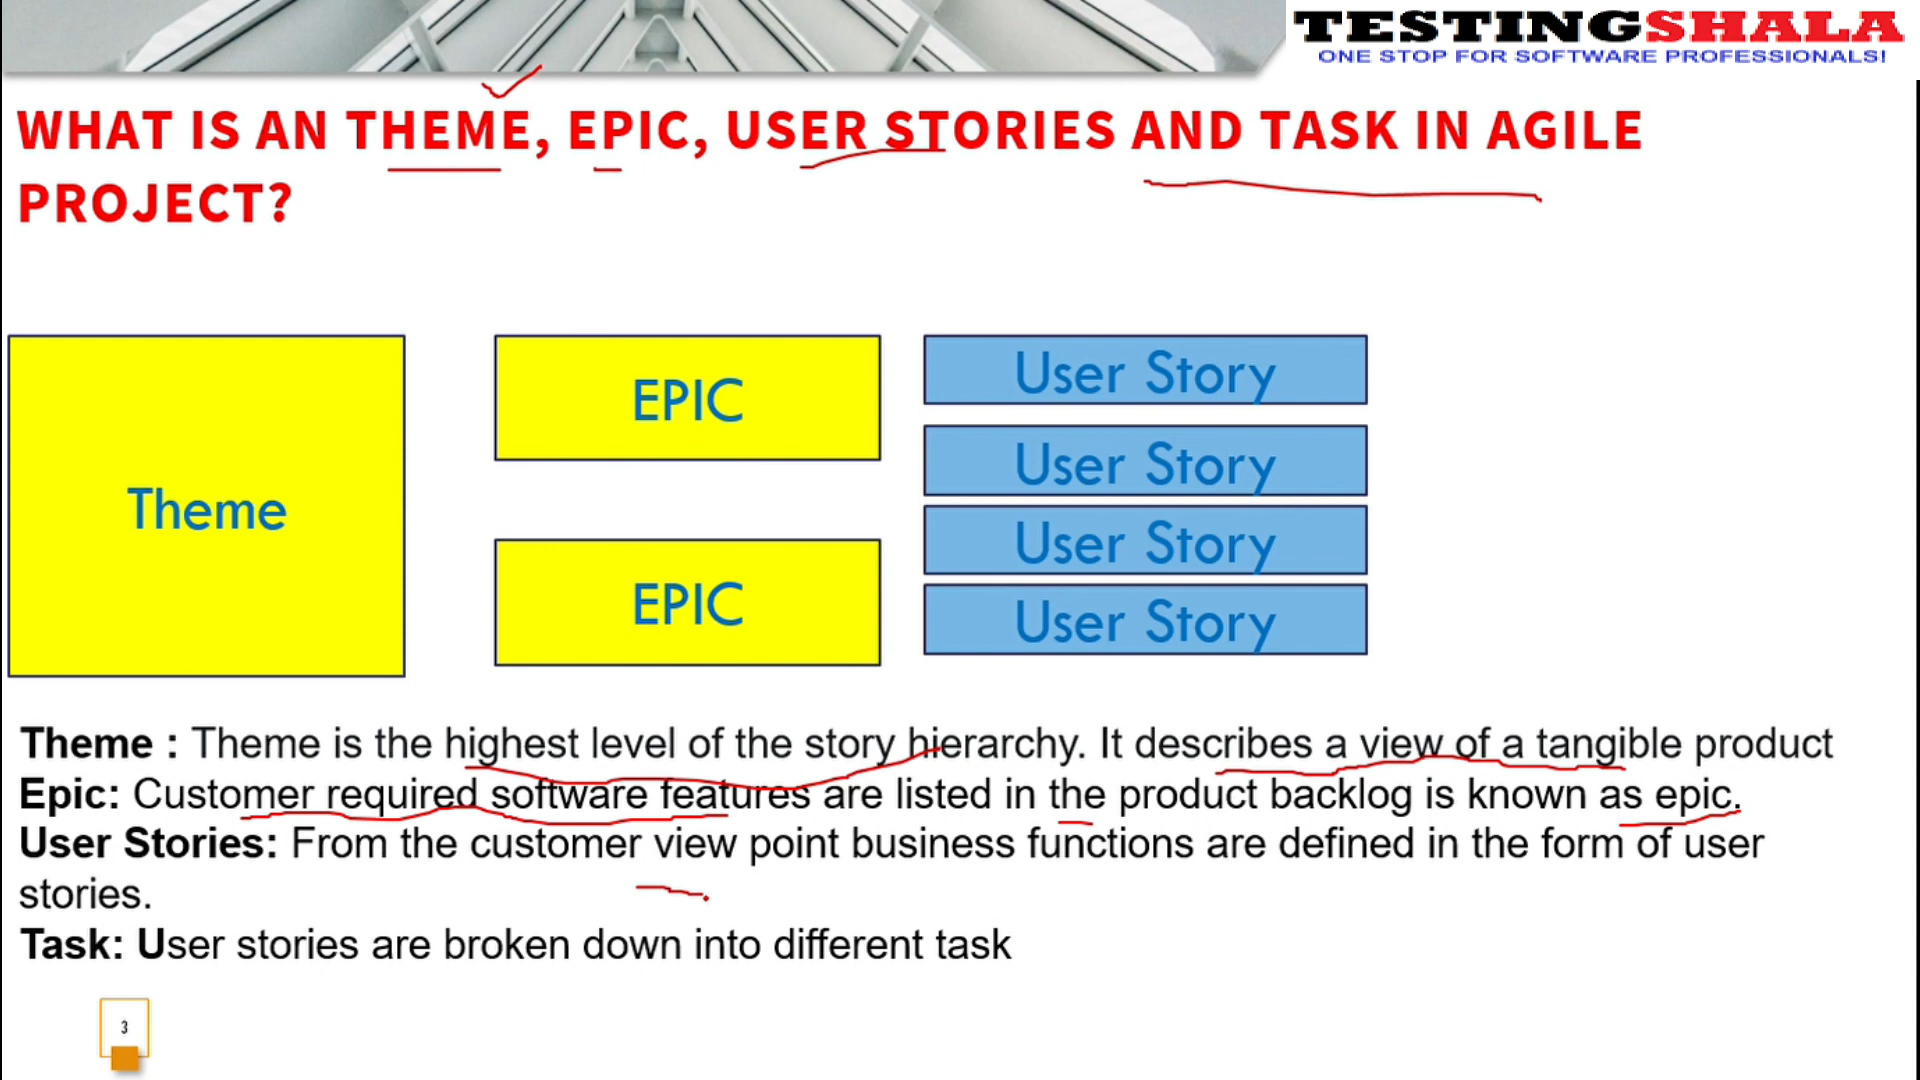 TESTINGSHALA
ONE STOP FOR SOFTWARE PROFESSIONALS!
WHAT IS AN THEME, EPIC, USER STORIES AND TASK IN AGILE
PROJECT?
Theme
EPIC
EPIC
User Story
User Story
User Story
User Story
Theme : Theme is the highest level of the story hierarchy. It describes a view of a tangible product
Epic: Customer required software features are listed in the product backlog is known as epic.
User Stories: From the customer view point business functions are defined in the form of user
stories.
Task: User stories are broken down into different task
3